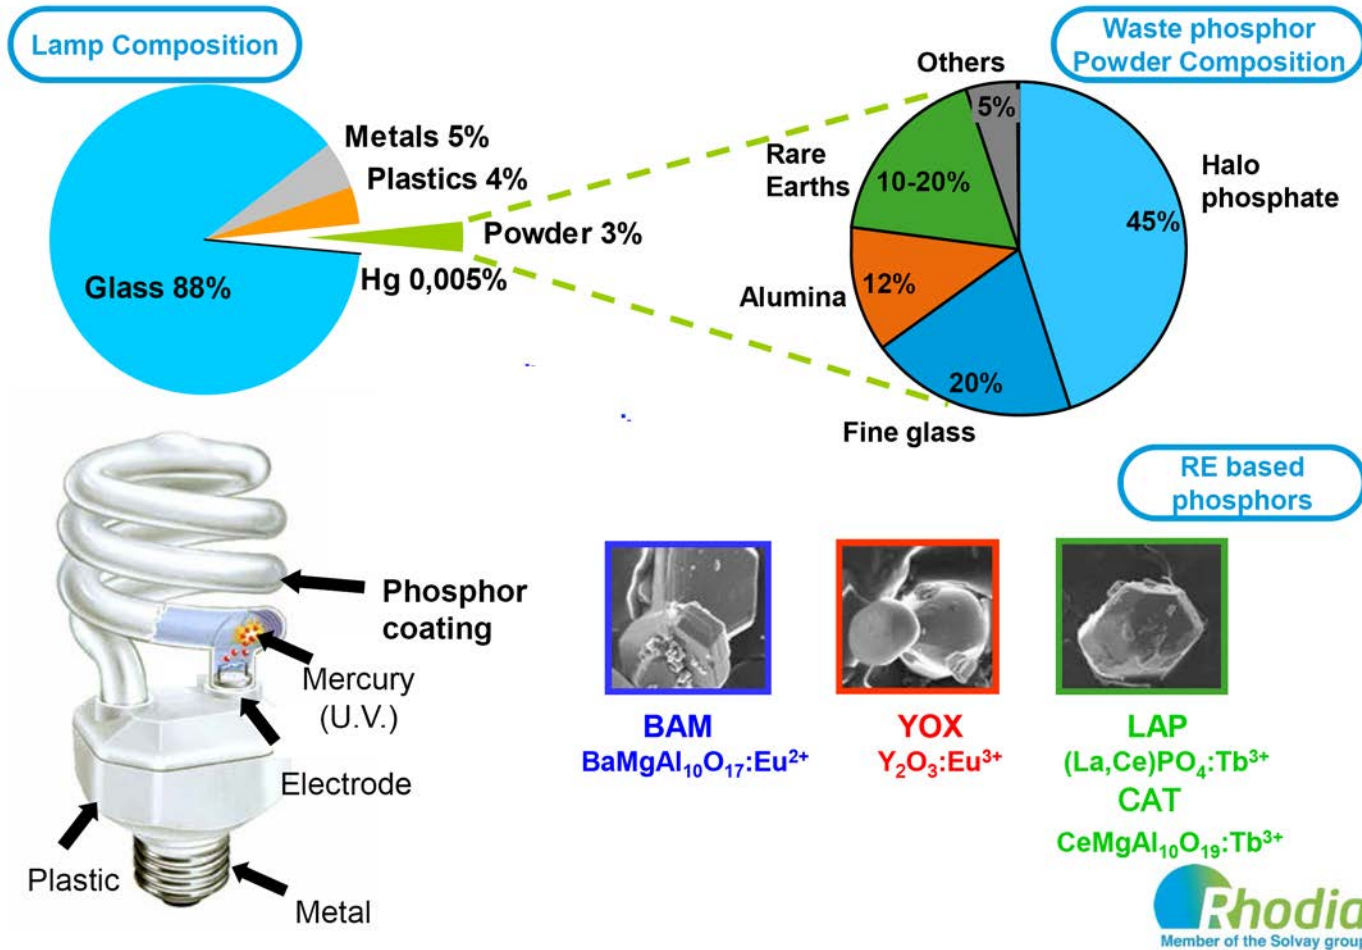 Lamp Composition
Metals 5%
Plastics 4%
Powder 3%
Hg 0,005%
Glass 88%
Waste phosphor
Powder Composition
Others
5%
Rare
Earths
10-20%
Halo
phosphate
45%
Alumina
12%
20%
Fine glass
RE based
phosphors
Phosphor
coating
Mercury
(U.V.)
Electrode
Plastic
Metal
BAM
BaMgAl₁₀O₁₇:Eu²⁺
YOX
Y₂O₃:Eu³⁺
LAP
(La,Ce)PO₄:Tb³⁺
CAT
CeMgAl₁₀O₁₉:Tb³⁺
Rhodia
Member of the Solvay group